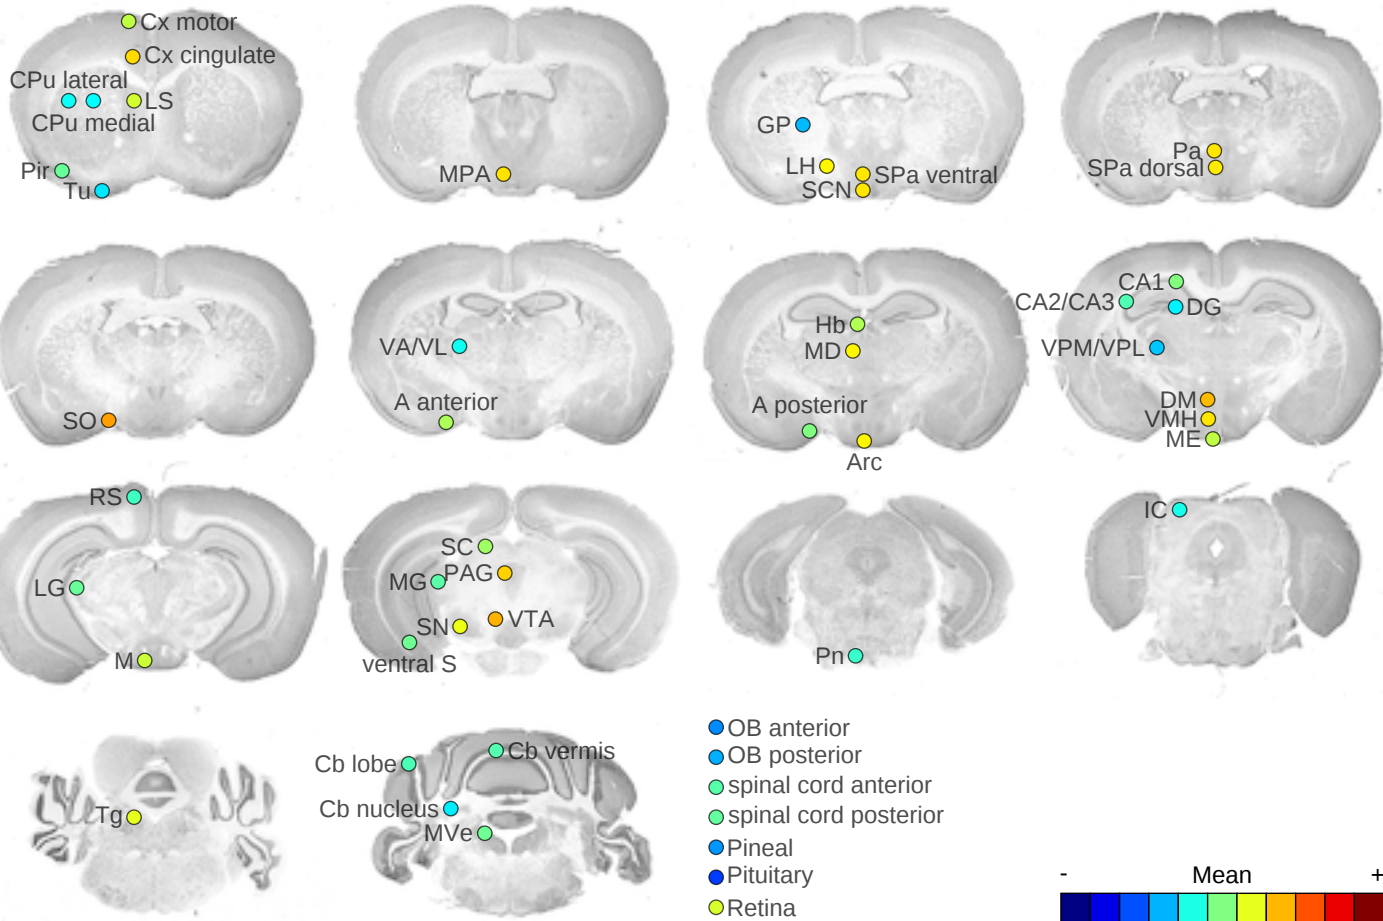 Cx motor
Cx cingulate
CPu lateral
LS
CPu medial
Pir
Tu
MPA
GP
LH
SPa ventral
SCN
Pa
SPa dorsal
SO
VA/VL
A anterior
Hb
MD
A posterior
Arc
CA1
CA2/CA3
DG
VPM/VPL
DM
VMH
ME
RS
LG
M
SC
MG
PAG
SN
VTA
ventral S
Pn
IC
Tg
Cb lobe
Cb vermis
Cb nucleus
MVe
OB anterior
OB posterior
spinal cord anterior
spinal cord posterior
Pineal
Pituitary
Retina
- Mean +